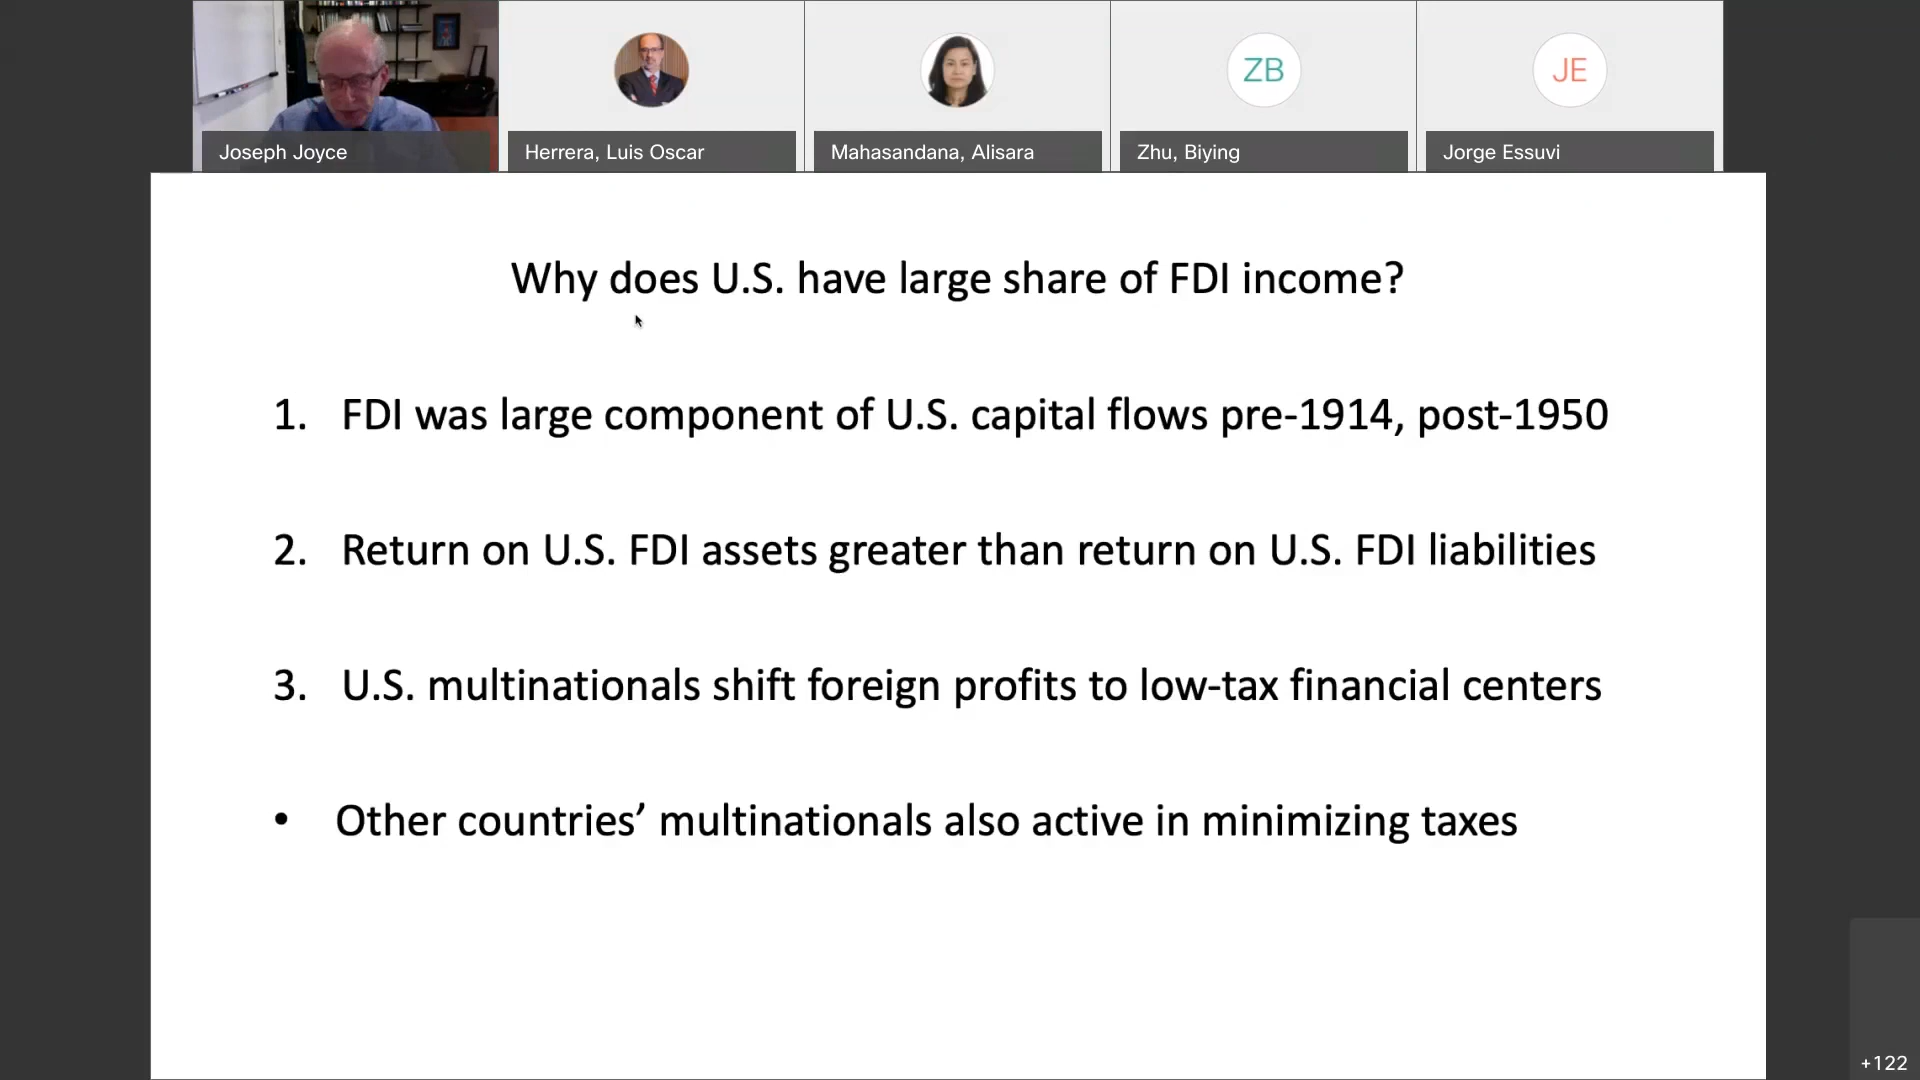 ZB
JE
Joseph Joyce
Herrera, Luis Oscar
Mahasandana, Alisara
Zhu, Biying
Jorge Essuvi
Why does U.S. have large share of FDI income?
1. FDI was large component of U.S. capital flows pre-1914, post-1950
2. Return on U.S. FDI assets greater than return on U.S. FDI liabilities
3. U.S. multinationals shift foreign profits to low-tax financial centers
• Other countries’ multinationals also active in minimizing taxes
+122